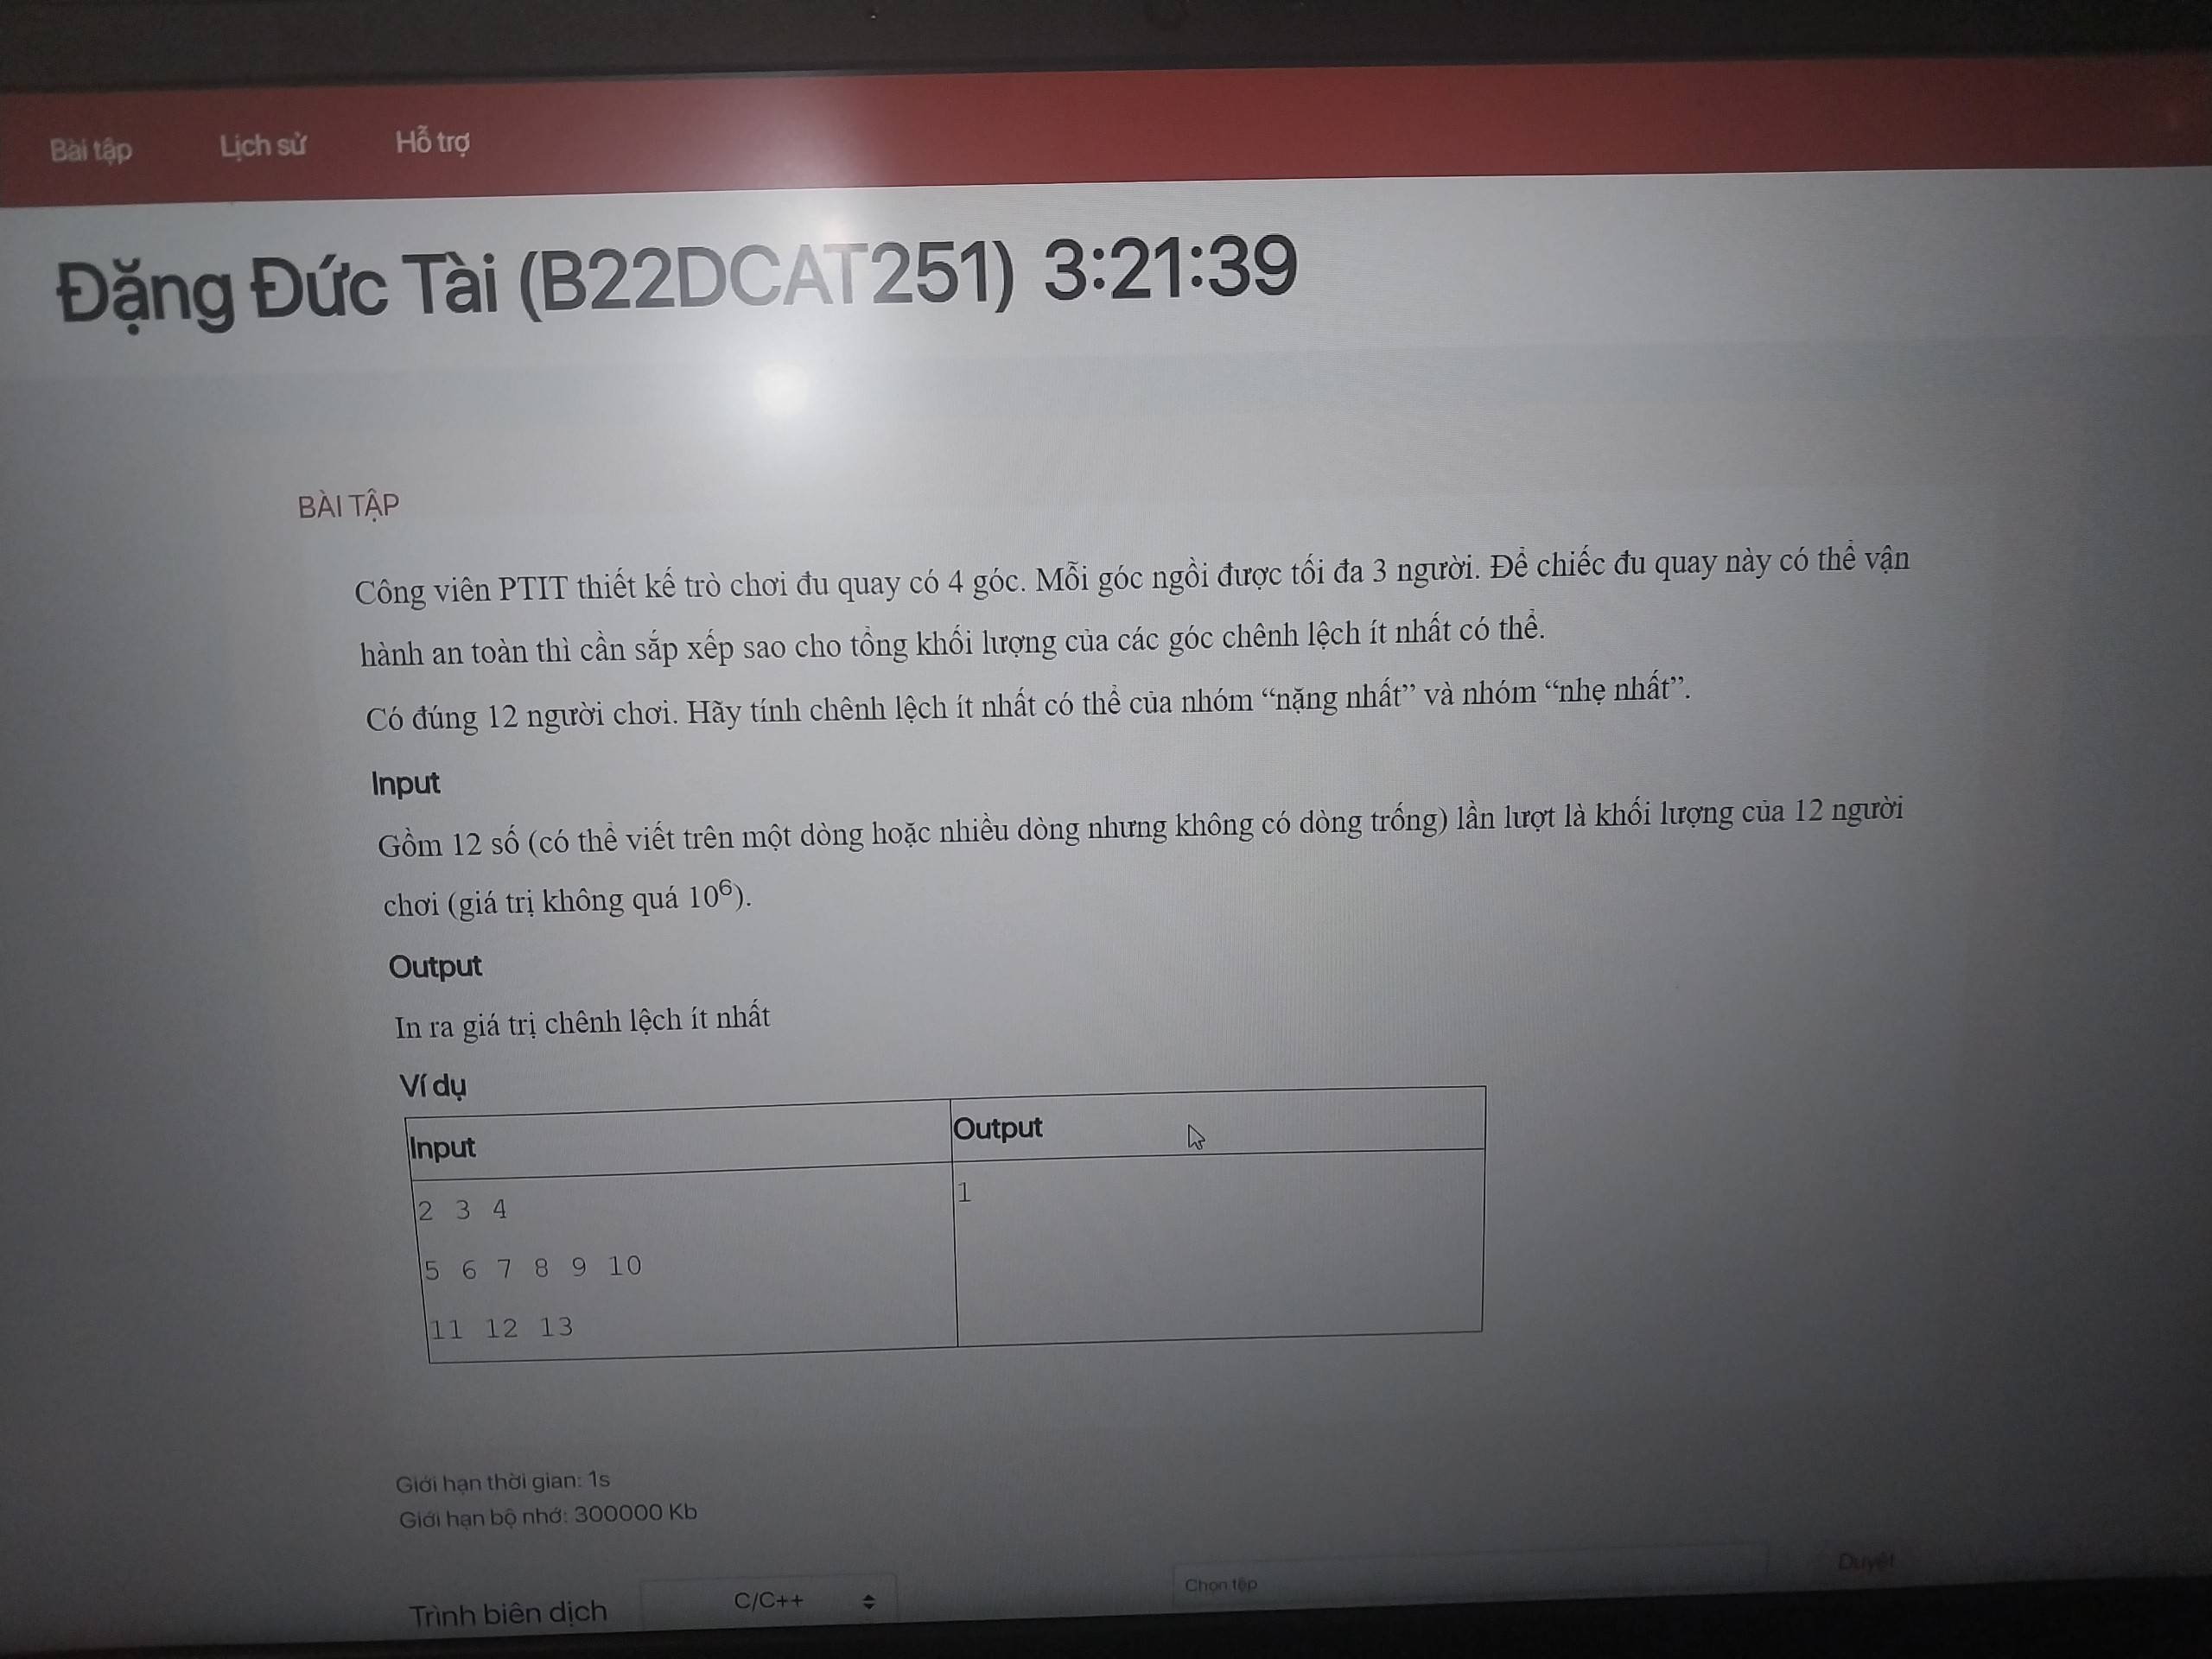 Bài tập Lịch sử Hỗ trợ
Đặng Đức Tài (B22DCAT251) 3:21:39
BÀI TẬP
Công viên PTIT thiết kế trò chơi đu quay có 4 góc. Mỗi góc ngồi được tối đa 3 người. Để chiếc đu quay này có thể vận
hành an toàn thì cần sắp xếp sao cho tổng khối lượng của các góc chênh lệch ít nhất có thể.
Có đúng 12 người chơi. Hãy tính chênh lệch ít nhất có thể của nhóm “nặng nhất” và nhóm “nhẹ nhất”.
Input
Gồm 12 số (có thể viết trên một dòng hoặc nhiều dòng nhưng không có dòng trống) lần lượt là khối lượng của 12 người
chơi (giá trị không quá 10⁶).
Output
In ra giá trị chênh lệch ít nhất
Ví dụ
Input Output
2 3 4 1
5 6 7 8 9 10
11 12 13
Giới hạn thời gian: 1s
Giới hạn bộ nhớ: 300000 Kb
Trình biên dịch C/C++ Chọn tệp Duyệt